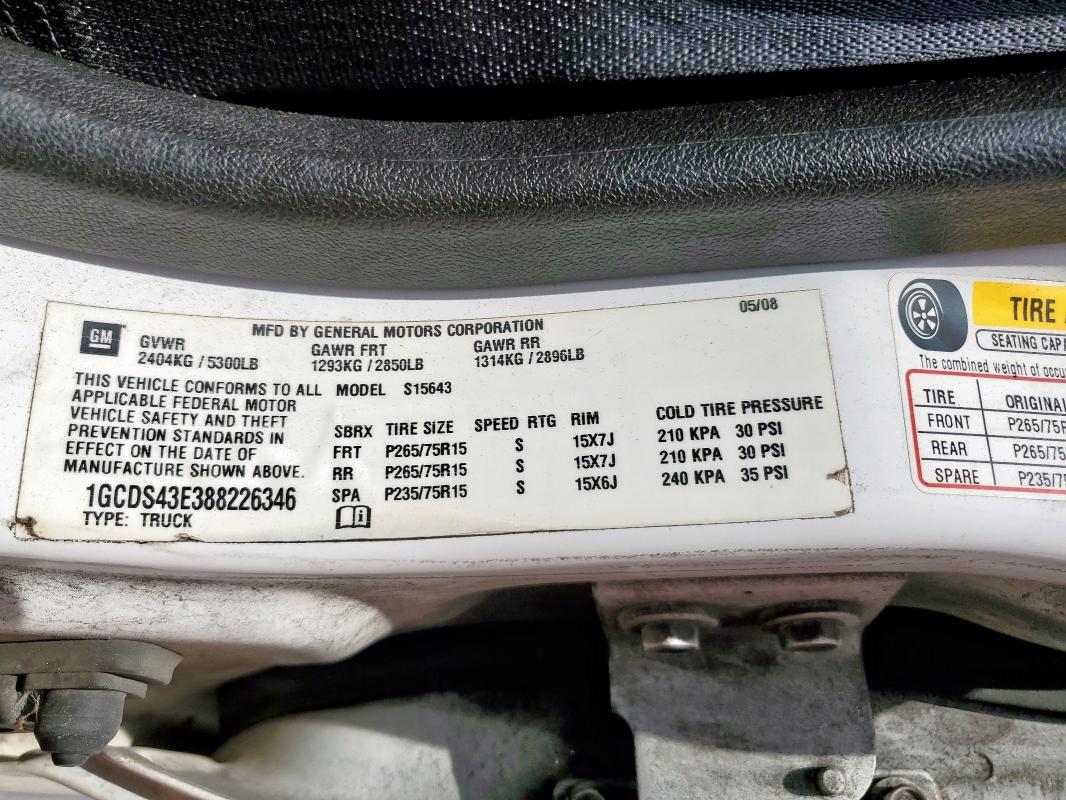 05/08
MFD BY GENERAL MOTORS CORPORATION
GM
GVWR GAWR FRT GAWR RR
2404KG / 5300LB 1293KG / 2850LB 1314KG / 2896LB
THIS VEHICLE CONFORMS TO ALL
APPLICABLE FEDERAL MOTOR
VEHICLE SAFETY AND THEFT
PREVENTION STANDARDS IN
EFFECT ON THE DATE OF
MANUFACTURE SHOWN ABOVE.
1GCDS43E388226346
TYPE: TRUCK
MODEL S15643
SBRX TIRE SIZE SPEED RTG RIM COLD TIRE PRESSURE
FRT P265/75R15 S 15X7J 210 KPA 30 PSI
RR P265/75R15 S 15X7J 210 KPA 30 PSI
SPA P235/75R15 S 15X6J 240 KPA 35 PSI
i
TIRE
SEATING CAPA
The combined weight of occu
TIRE ORIGINAL
FRONT P265/75R
REAR P265/75
SPARE P235/75